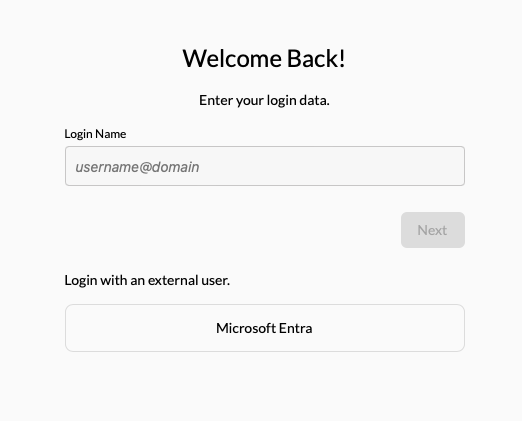 Welcome Back!
Enter your login data.
Login Name
username@domain
Next
Login with an external user.
Microsoft Entra